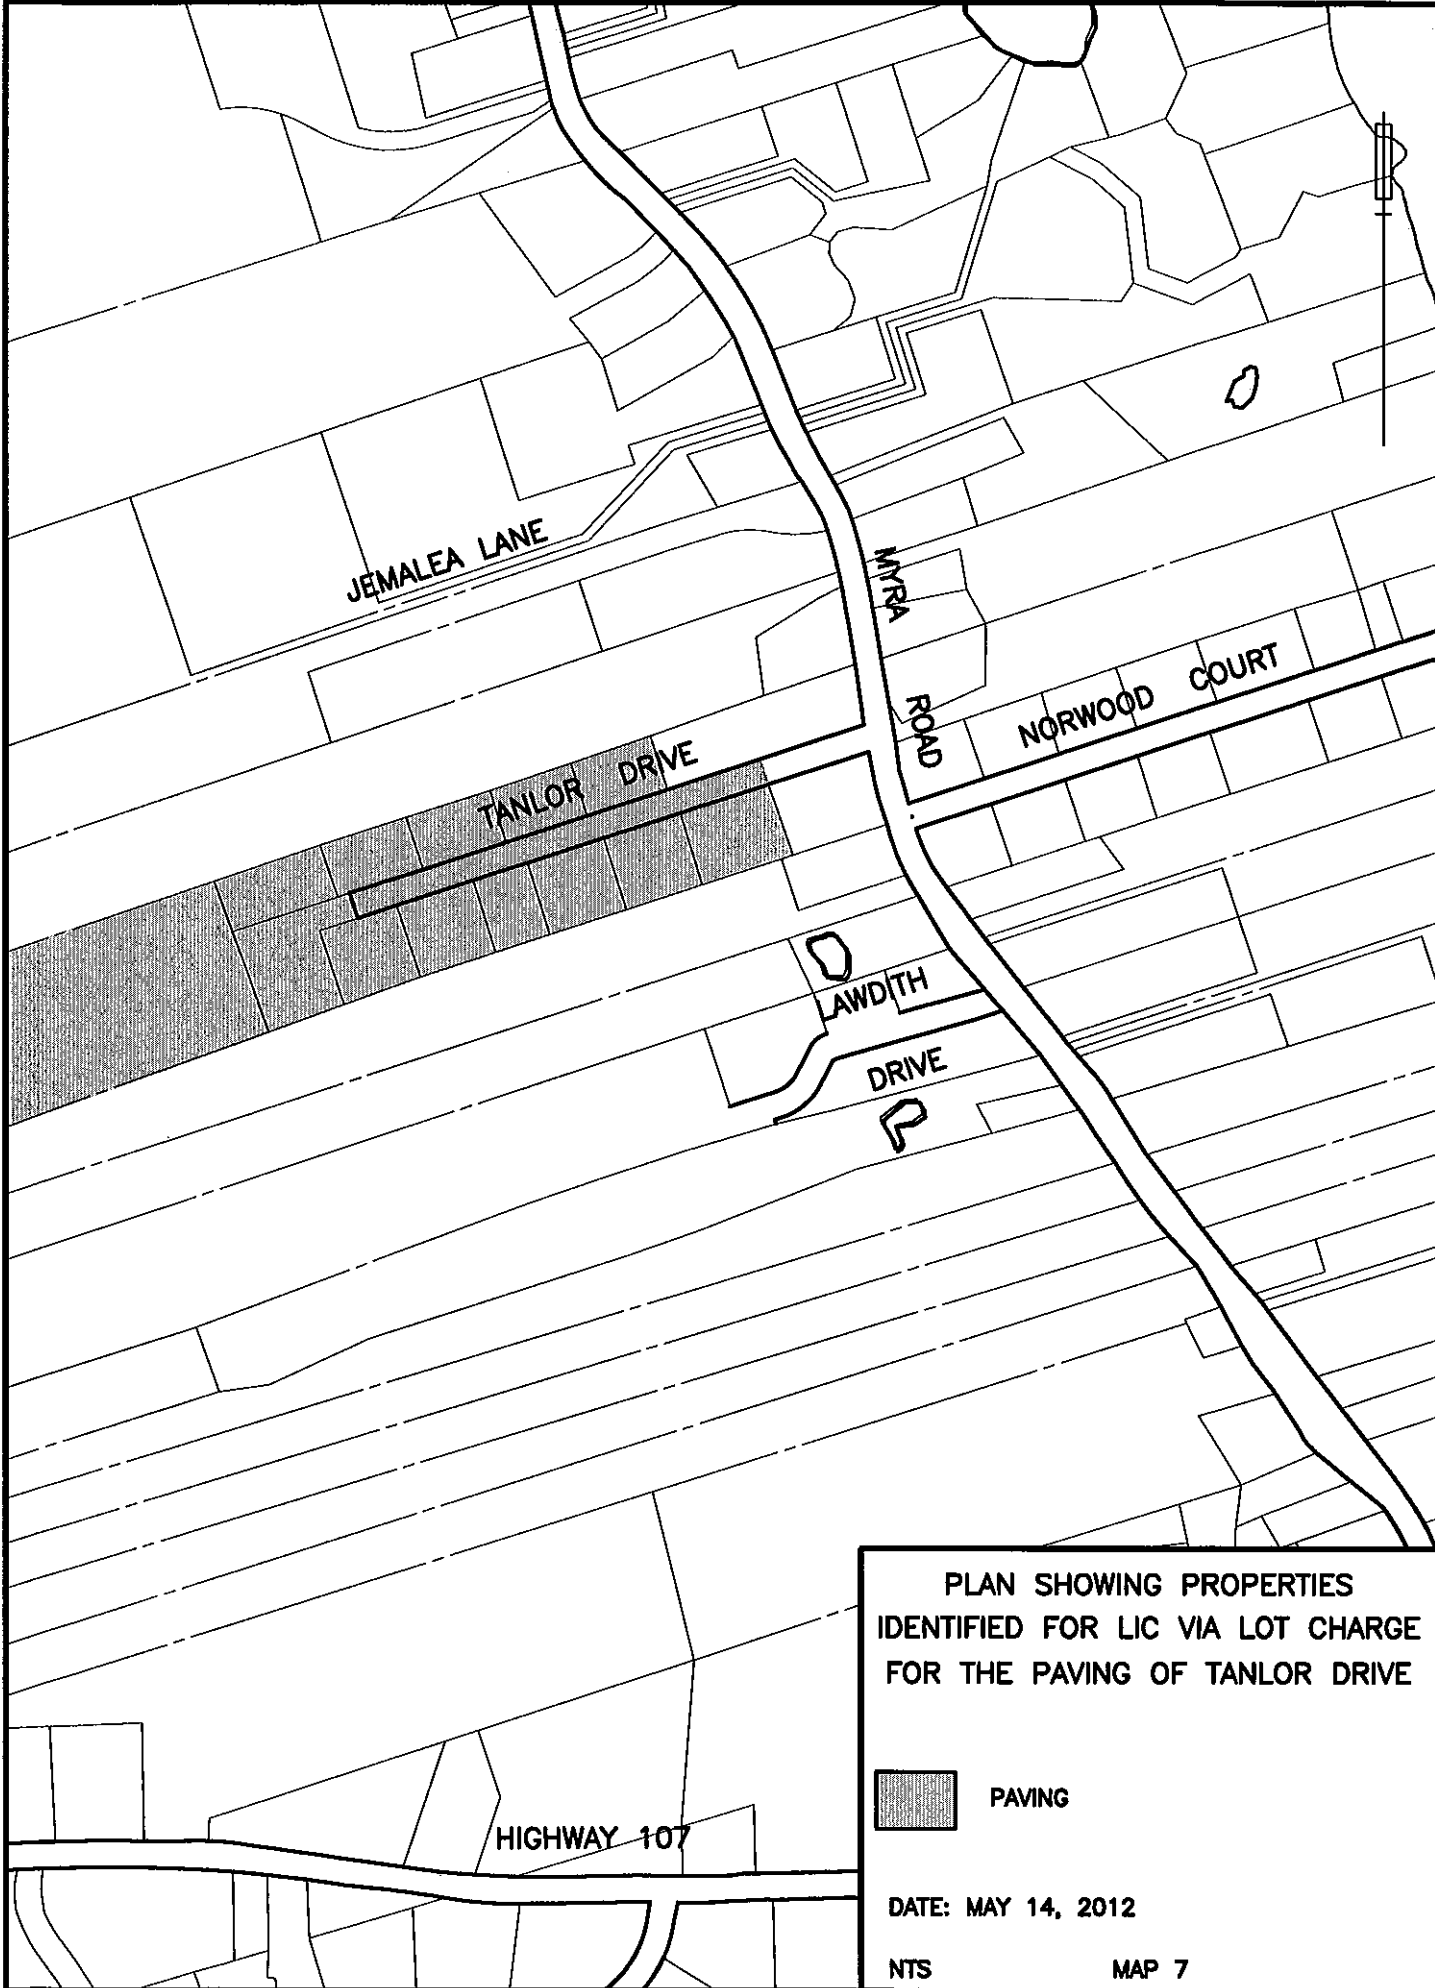 JEMALEA LANE
MYRA
ROAD
NORWOOD COURT
TANLOR DRIVE
LAWDITH
DRIVE
HIGHWAY 107
PLAN SHOWING PROPERTIES
IDENTIFIED FOR LIC VIA LOT CHARGE
FOR THE PAVING OF TANLOR DRIVE
PAVING
DATE: MAY 14, 2012
NTS MAP 7